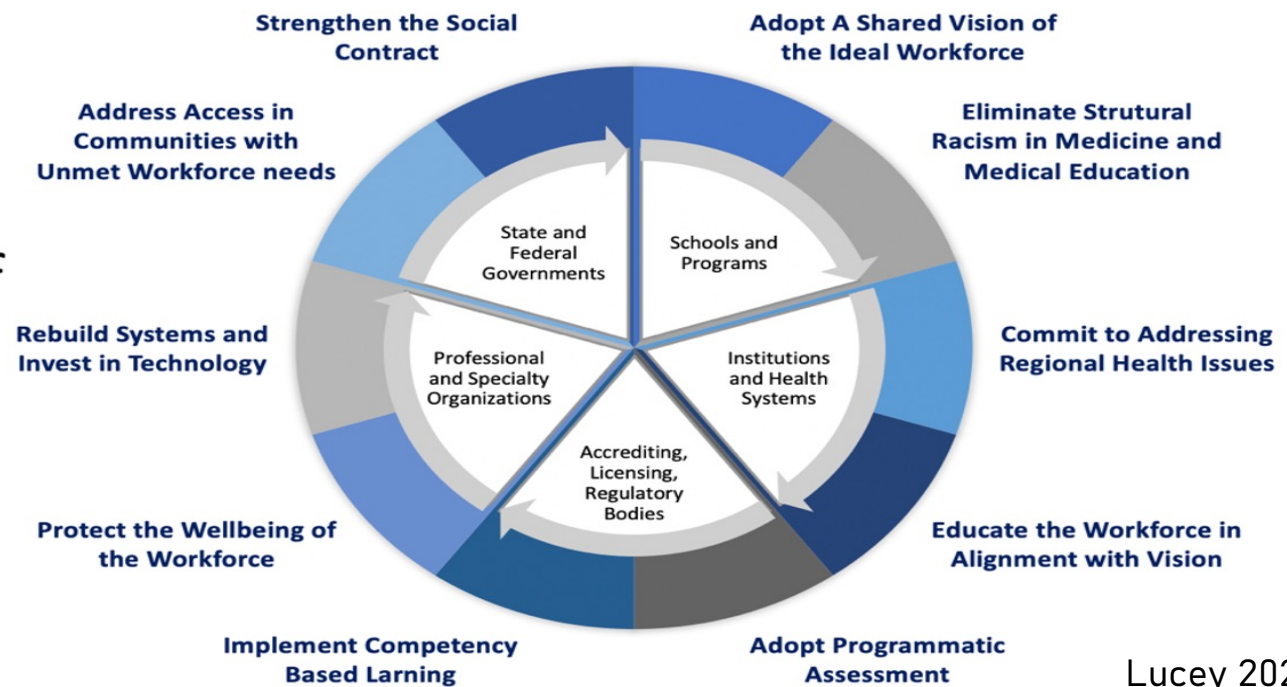 Strengthen the Social
Contract
Adopt A Shared Vision of
the Ideal Workforce
Address Access in
Communities with
Unmet Workforce needs
Eliminate Strutural
Racism in Medicine and
Medical Education
State and
Federal
Governments
Schools and
Programs
Rebuild Systems and
Invest in Technology
Professional
and Specialty
Organizations
Institutions
and Health
Systems
Commit to Addressing
Regional Health Issues
Accrediting,
Licensing,
Regulatory
Bodies
Protect the Wellbeing of
the Workforce
Educate the Workforce in
Alignment with Vision
Implement Competency
Based Larning
Adopt Programmatic
Assessment
Lucey